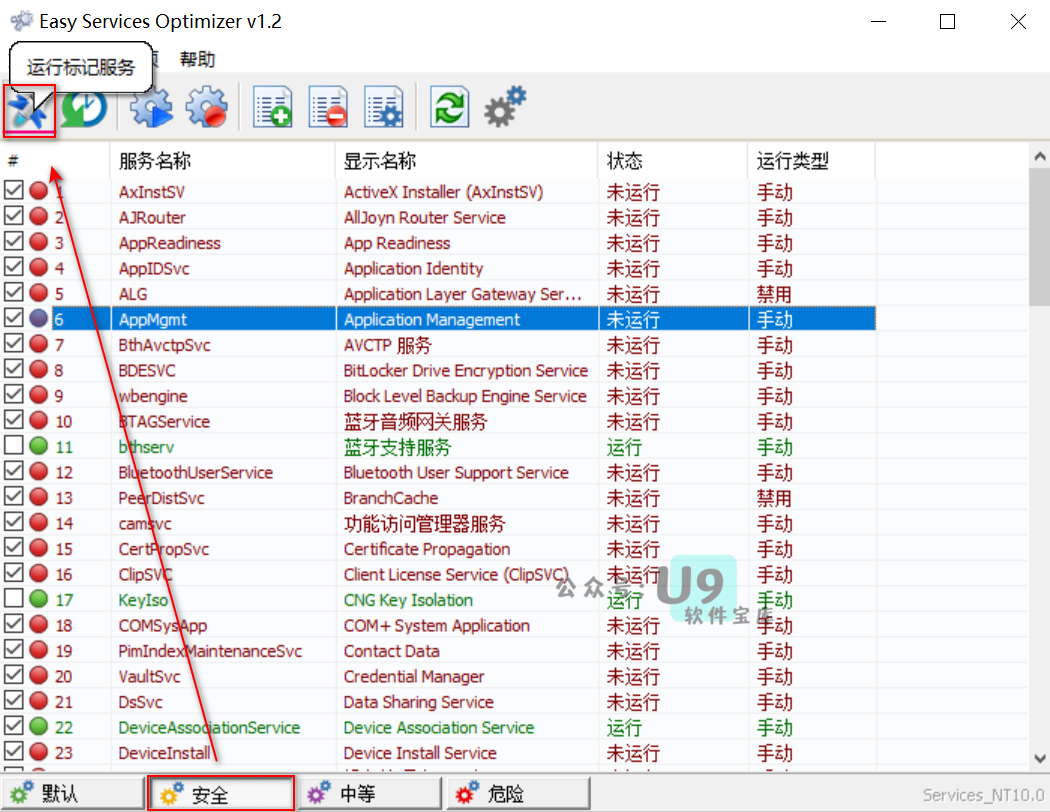 Easy Services Optimizer v1.2
帮助
运行标记服务
# 服务名称 显示名称 状态 运行类型
1 AxInstSV ActiveX Installer (AxInstSV) 未运行 手动
2 AJRouter AllJoyn Router Service 未运行 手动
3 AppReadiness App Readiness 未运行 手动
4 AppIDSvc Application Identity 未运行 手动
5 ALG Application Layer Gateway Ser... 未运行 禁用
6 AppMgmt Application Management 未运行 手动
7 BthAvctpSvc AVCTP 服务 未运行 手动
8 BDESVC BitLocker Drive Encryption Service 未运行 手动
9 wbengine Block Level Backup Engine Service 未运行 手动
10 BTAGService 蓝牙音频网关服务 未运行 手动
11 bthserv 蓝牙支持服务 运行 手动
12 BluetoothUserService Bluetooth User Support Service 未运行 手动
13 PeerDistSvc BranchCache 未运行 禁用
14 camsvc 功能访问管理器服务 未运行 手动
15 CertPropSvc Certificate Propagation 未运行 手动
16 ClipSVC Client License Service (ClipSVC) 未运行 手动
17 KeyIso CNG Key Isolation 运行 手动
18 COMSysApp COM+ System Application 未运行 手动
19 PimIndexMaintenanceSvc Contact Data 未运行 手动
20 VaultSvc Credential Manager 未运行 手动
21 DsSvc Data Sharing Service 未运行 手动
22 DeviceAssociationService Device Association Service 运行 手动
23 DeviceInstall Device Install Service 未运行 手动
公众号:U9
软件宝库
默认 安全 中等 危险 Services_NT10.0